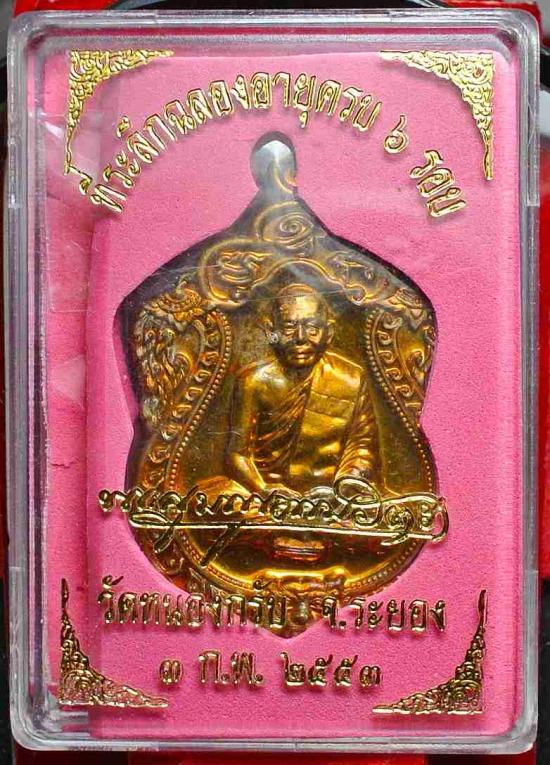 ที่ระลึกฉลองอายุครบ ๖ รอบ
วัดหนองกรับ จ.ระยอง
๓ ก.พ. ๒๕๕๓